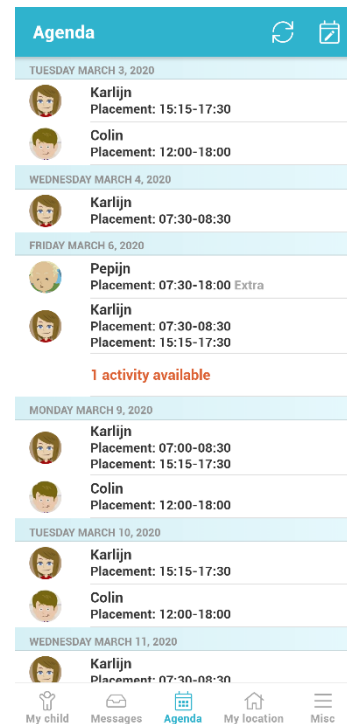 Agenda
TUESDAY MARCH 3, 2020
Karlijn
Placement: 15:15-17:30
Colin
Placement: 12:00-18:00
WEDNESDAY MARCH 4, 2020
Karlijn
Placement: 07:30-08:30
FRIDAY MARCH 6, 2020
Pepijn
Placement: 07:30-18:00 Extra
Karlijn
Placement: 07:30-08:30
Placement: 15:15-17:30
1 activity available
MONDAY MARCH 9, 2020
Karlijn
Placement: 07:00-08:30
Placement: 15:15-17:30
Colin
Placement: 12:00-18:00
TUESDAY MARCH 10, 2020
Karlijn
Placement: 15:15-17:30
Colin
Placement: 12:00-18:00
WEDNESDAY MARCH 11, 2020
Karlijn
Placement: 07:30-08:30
My child Messages Agenda My location Misc